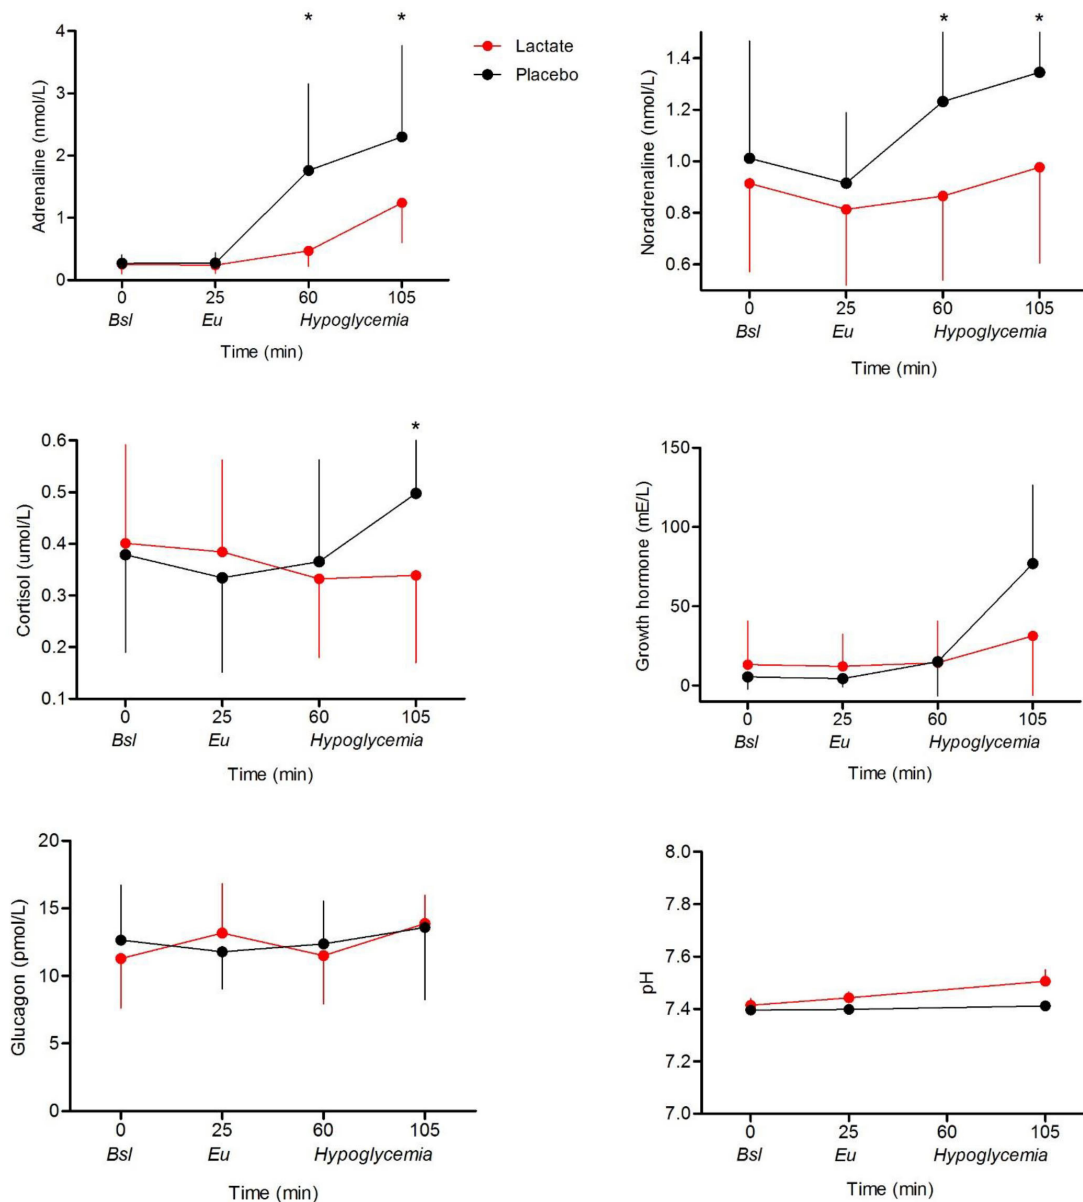 * *
4
3
2
1
0
Adrenaline (nmol/L)
0 25 60 105
Bsl Eu Hypoglycemia
Time (min)
Lactate
Placebo
* *
1.4
1.2
1.0
0.8
0.6
Noradrenaline (nmol/L)
0 25 60 105
Bsl Eu Hypoglycemia
Time (min)
*
0.6
0.5
0.4
0.3
0.2
0.1
Cortisol (umol/L)
0 25 60 105
Bsl Eu Hypoglycemia
Time (min)
150
100
50
0
Growth hormone (mE/L)
0 25 60 105
Bsl Eu Hypoglycemia
Time (min)
20
15
10
5
0
Glucagon (pmol/L)
0 25 60 105
Bsl Eu Hypoglycemia
Time (min)
8.0
7.8
7.6
7.4
7.2
7.0
pH
0 25 60 105
Bsl Eu Hypoglycemia
Time (min)